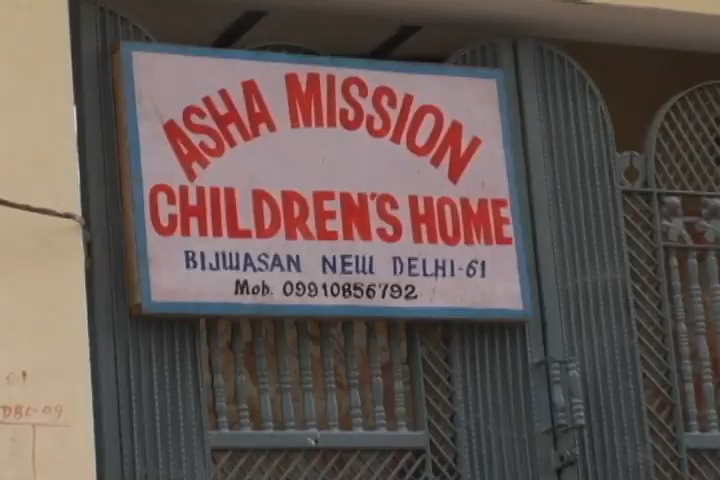 ASHA MISSION
CHILDREN'S HOME
BIJWASAN NEW DELHI-61
Mob. 09910856792